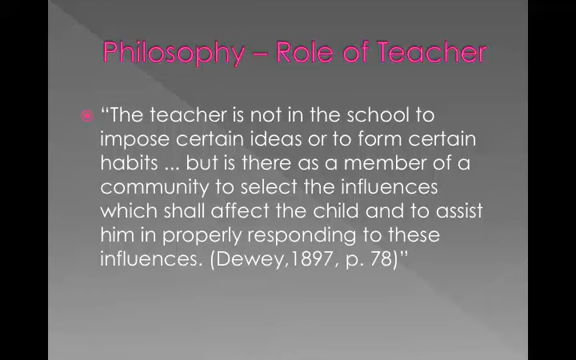 Philosophy – Role of Teacher
“The teacher is not in the school to
impose certain ideas or to form certain
habits ... but is there as a member of a
community to select the influences
which shall affect the child and to assist
him in properly responding to these
influences. (Dewey,1897, p. 78)”